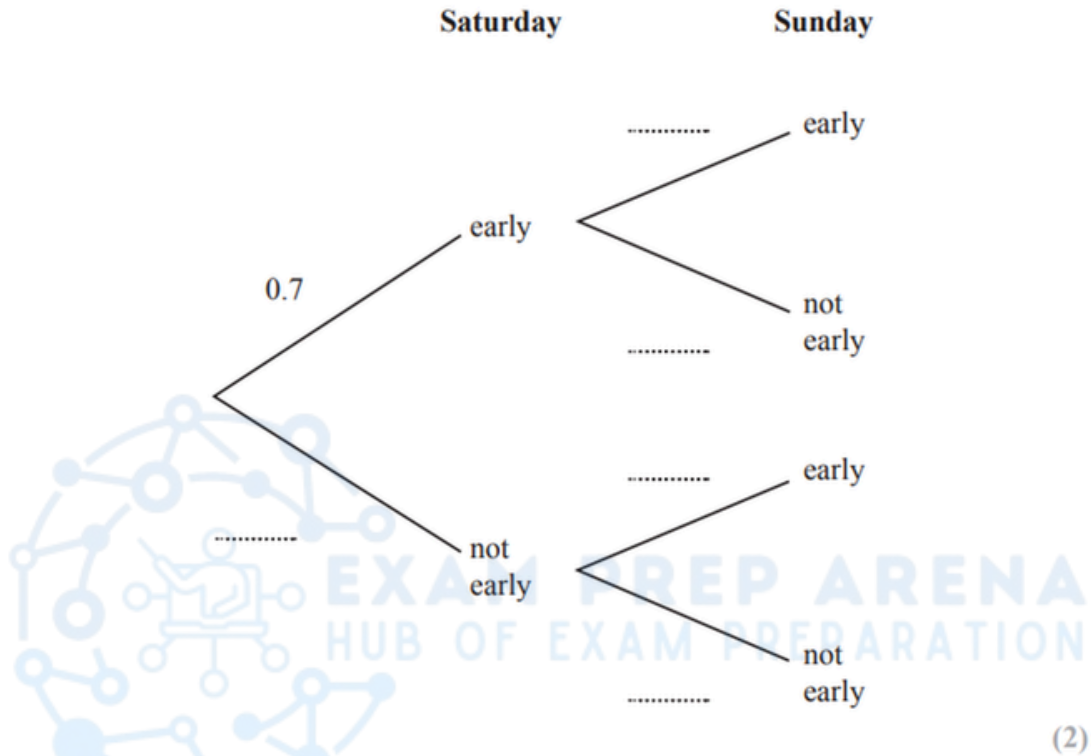 Saturday Sunday
early
early
0.7
not
early
early
not
early
EXAM PREP ARENA
HUB OF EXAM PREPARATION
not
early
(2)